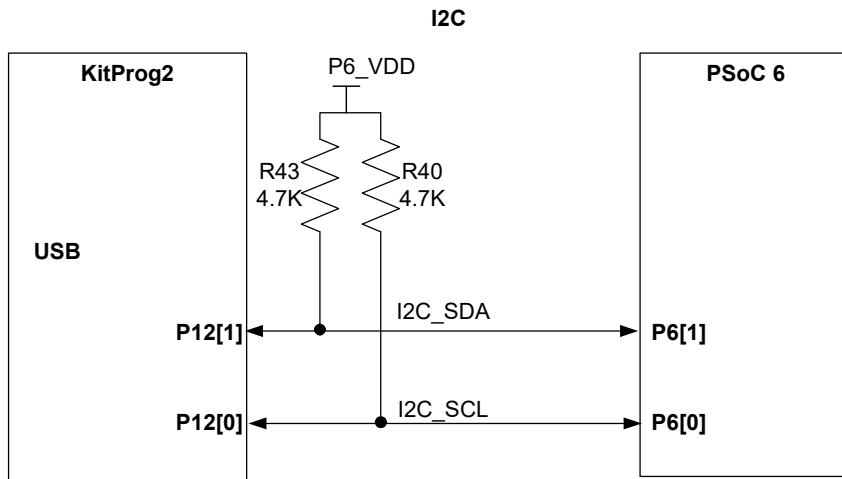 I2C
KitProg2
P6_VDD
PSoC 6
R43
4.7K
R40
4.7K
USB
I2C_SDA
P12[1]
P6[1]
I2C_SCL
P12[0]
P6[0]